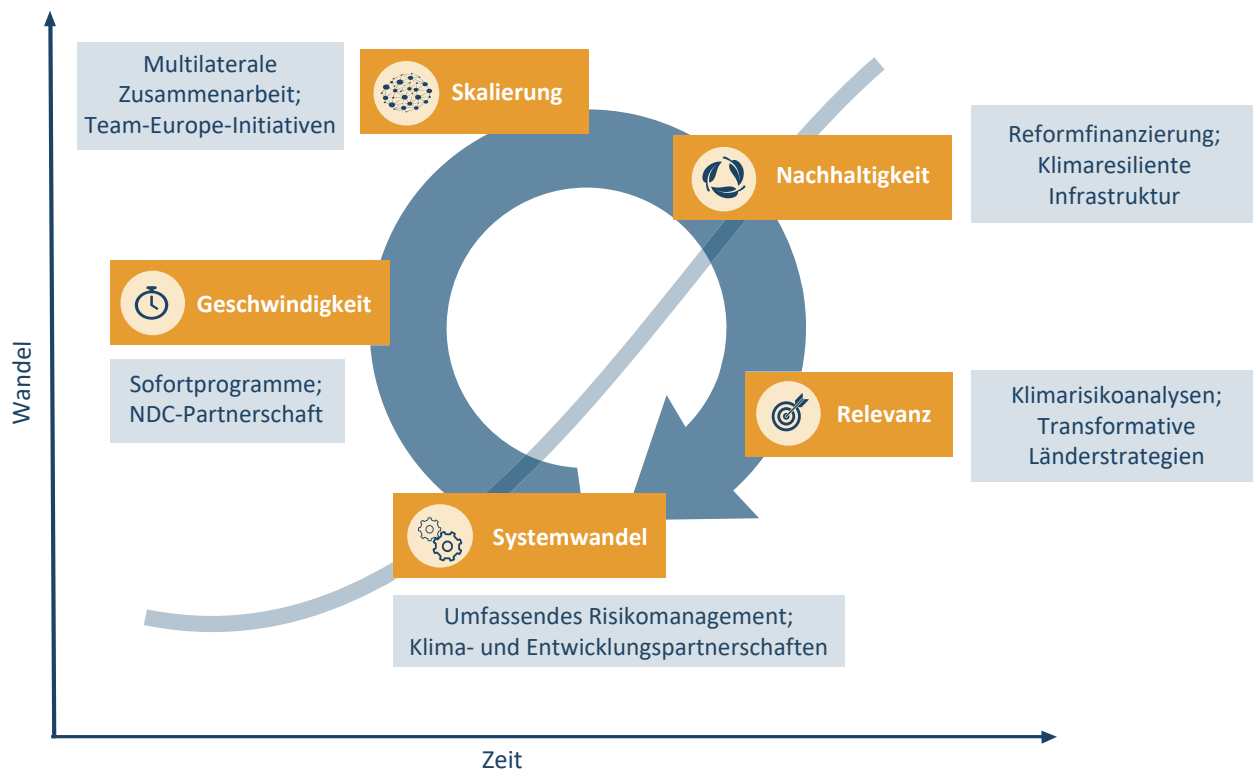 Multilaterale
Zusammenarbeit;
Team-Europe-Initiativen
Skalierung
Nachhaltigkeit
Reformfinanzierung;
Klimaresiliente
Infrastruktur
Geschwindigkeit
Sofortprogramme;
NDC-Partnerschaft
Relevanz
Klimarisikoanalysen;
Transformative
Länderstrategien
Systemwandel
Umfassendes Risikomanagement;
Klima- und Entwicklungspartnerschaften
Wandel
Zeit